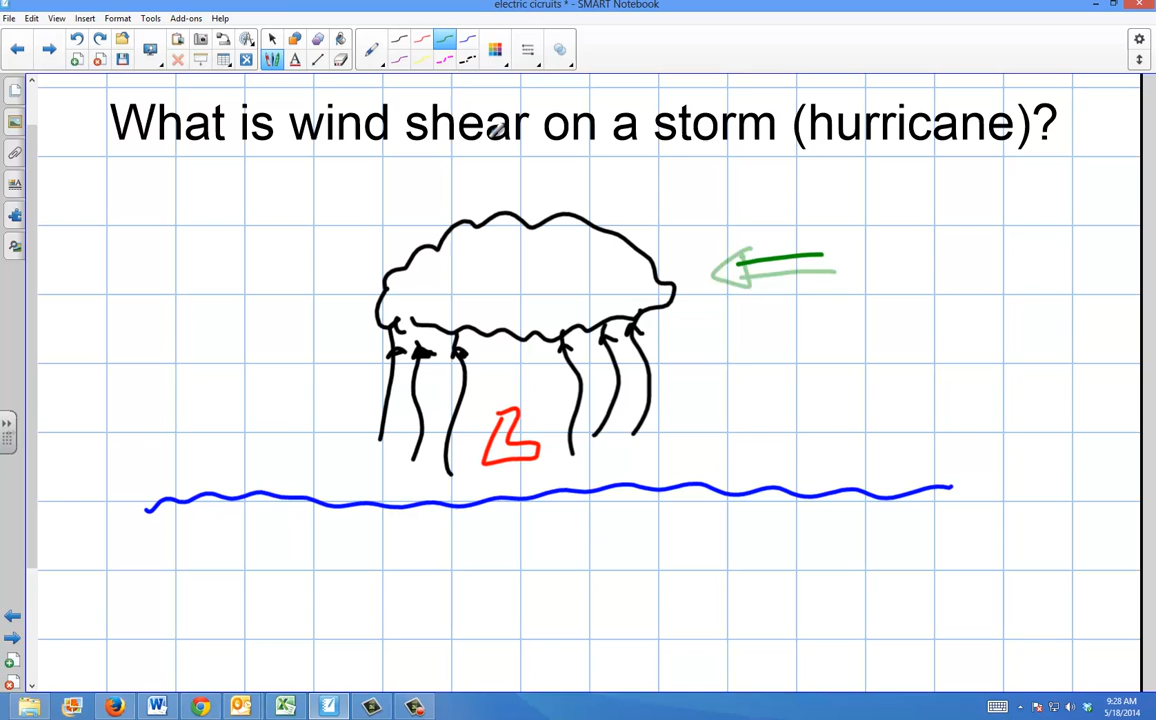 electric cicruits * - SMART Notebook
File Edit View Insert Format Tools Add-ons Help
What is wind shear on a storm (hurricane)?
L
9:28 AM
5/18/2014